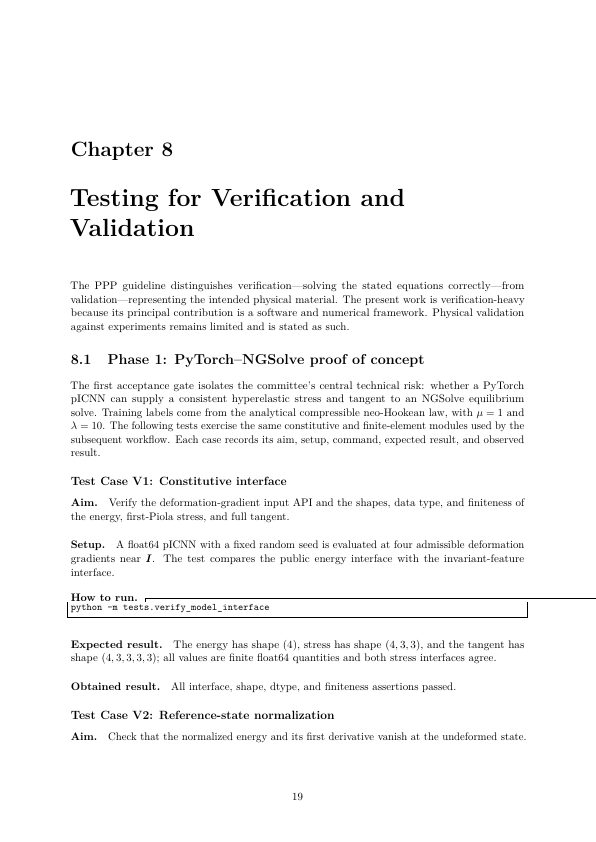 Chapter 8
Testing for Verification and
Validation
The PPP guideline distinguishes verification—solving the stated equations correctly—from
validation—representing the intended physical material. The present work is verification-heavy
because its principal contribution is a software and numerical framework. Physical validation
against experiments remains limited and is stated as such.
8.1 Phase 1: PyTorch–NGSolve proof of concept
The first acceptance gate isolates the committee's central technical risk: whether a PyTorch
pICNN can supply a consistent hyperelastic stress and tangent to an NGSolve equilibrium
solve. Training labels come from the analytical compressible neo-Hookean law, with μ = 1 and
λ = 10. The following tests exercise the same constitutive and finite-element modules used by the
subsequent workflow. Each case records its aim, setup, command, expected result, and observed
result.
Test Case V1: Constitutive interface
Aim. Verify the deformation-gradient input API and the shapes, data type, and finiteness of
the energy, first-Piola stress, and full tangent.
Setup. A float64 pICNN with a fixed random seed is evaluated at four admissible deformation
gradients near I. The test compares the public energy interface with the invariant-feature
interface.
How to run.
python -m tests.verify_model_interface
Expected result. The energy has shape (4), stress has shape (4, 3, 3), and the tangent has
shape (4, 3, 3, 3, 3); all values are finite float64 quantities and both stress interfaces agree.
Obtained result. All interface, shape, dtype, and finiteness assertions passed.
Test Case V2: Reference-state normalization
Aim. Check that the normalized energy and its first derivative vanish at the undeformed state.
19